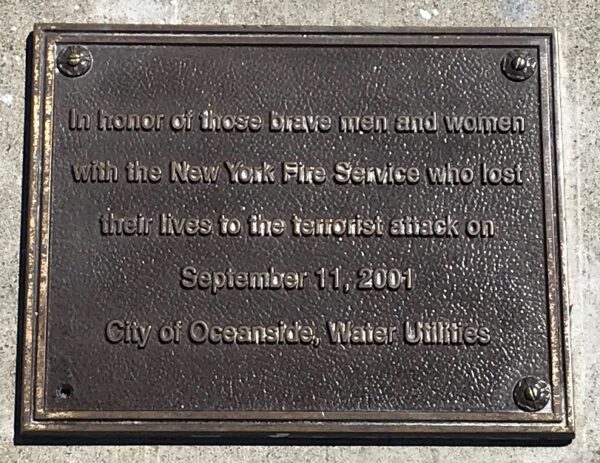 In honor of those brave men and women
with the New York Fire Service who lost
their lives to the terrorist attack on
September 11, 2001
City of Oceanside, Water Utilities